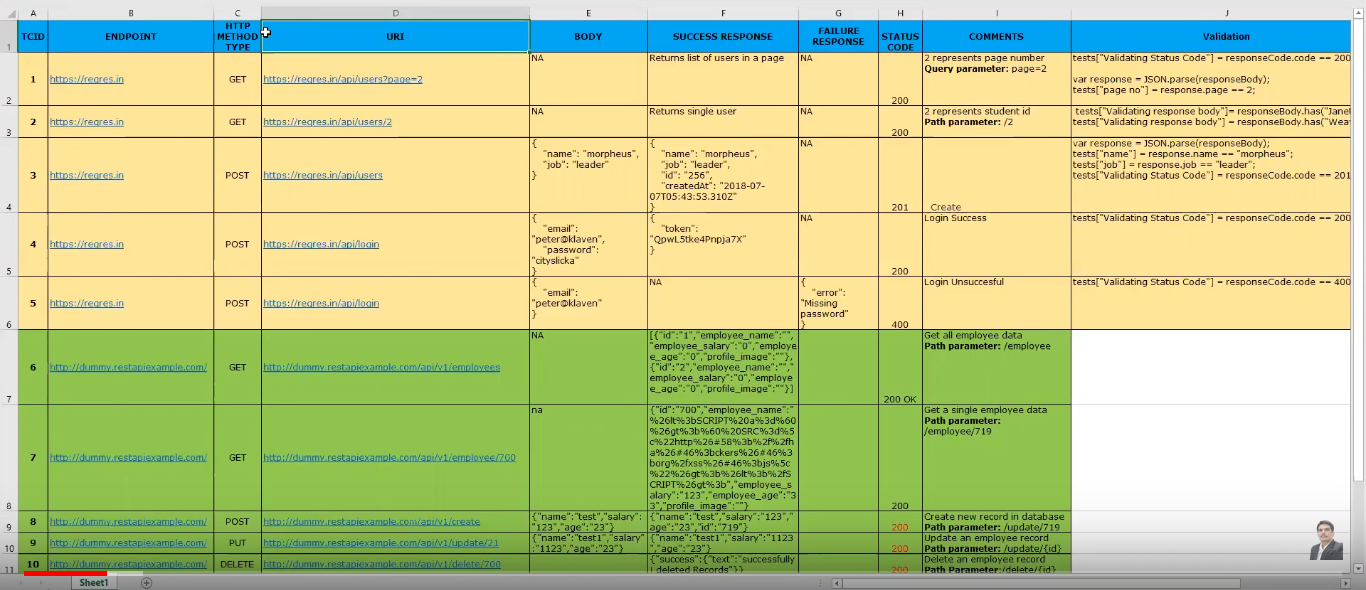 A B C D E F G H I J
1 TCID ENDPOINT HTTP METHOD TYPE URI BODY SUCCESS RESPONSE FAILURE RESPONSE STATUS CODE COMMENTS Validation
1
https://reqres.in
GET
https://reqres.in/api/users?page=2
NA
Returns list of users in a page
NA
200
2 represents page number
Query parameter: page=2
tests["Validating Status Code"] = responseCode.code == 200
var response = JSON.parse(responseBody);
tests["page no"] = response.page == 2;
2
2
https://reqres.in
GET
https://reqres.in/api/users/2
NA
Returns single user
NA
200
2 represents student id
Path parameter: /2
tests["Validating response body"]= responseBody.has("Jane
tests["Validating response body"] = responseBody.has("Wea
3
3
https://reqres.in
POST
https://reqres.in/api/users
{
"name": "morpheus",
"job": "leader"
}
{
"name": "morpheus",
"job": "leader",
"id": "256",
"createdAt": "2018-07-
07T05:43:53.310Z"
}
NA
201
Create
var response = JSON.parse(responseBody);
tests["name"] = response.name == "morpheus";
tests["job"] = response.job == "leader";
tests["Validating Status Code"] = responseCode.code == 201
4
4
https://reqres.in
POST
https://reqres.in/api/login
{
"email":
"peter@klaven",
"password":
"cityslicka"
}
{
"token":
"QpwL5tke4Pnpja7X"
}
NA
200
Login Success
tests["Validating Status Code"] = responseCode.code == 200
5
5
https://reqres.in
POST
https://reqres.in/api/login
{
"email":
"peter@klaven"
}
NA
{
"error":
"Missing
password"
}
400
Login Unsuccesful
tests["Validating Status Code"] = responseCode.code == 400
6
6
http://dummy.restapiexample.com/
GET
http://dummy.restapiexample.com/api/v1/employees
NA
[{"id":"1","employee_name":"",
"employee_salary":"0","employe
e_age":"0","profile_image":""},
{"id":"2","employee_name":"",
"employee_salary":"0","employe
e_age":"0","profile_image":""}]
200 OK
Get all employee data
Path parameter: /employee
7
7
http://dummy.restapiexample.com/
GET
http://dummy.restapiexample.com/api/v1/employee/700
na
{"id":"700","employee_name":"
%26lt%3bSCRIPT%20a%3d%60
%26gt%3b%60%20SRC%3d%5
c%22http%26#58%3b%2f%2fh
a%26#46%3bckers%26#46%3
borg%2fxss%26#46%3bjs%5c
%22%26gt%3b%26lt%3b%2fS
CRIPT%26gt%3b","employee_s
alary":"123","employee_age":"3
3","profile_image":""}
200
Get a single employee data
Path parameter:
/employee/719
8
8
http://dummy.restapiexample.com/
POST
http://dummy.restapiexample.com/api/v1/create
{"name":"test","salary":
"123","age":"23"}
{"name":"test","salary":"123","
age":"23","id":"719"}
200
Create new record in database
Path parameter: /update/719
9
9
http://dummy.restapiexample.com/
PUT
http://dummy.restapiexample.com/api/v1/update/21
{"name":"test1","salary"
:"1123","age":"23"}
{"name":"test1","salary":"1123
","age":"23"}
200
Update an employee record
Path parameter: /update/{id}
10
10
http://dummy.restapiexample.com/
DELETE
http://dummy.restapiexample.com/api/v1/delete/700
{"success":{"text":"successfully
! deleted Records"}}
200
Delete an employee record
Path Parameter:/delete/{id}
11
Sheet1